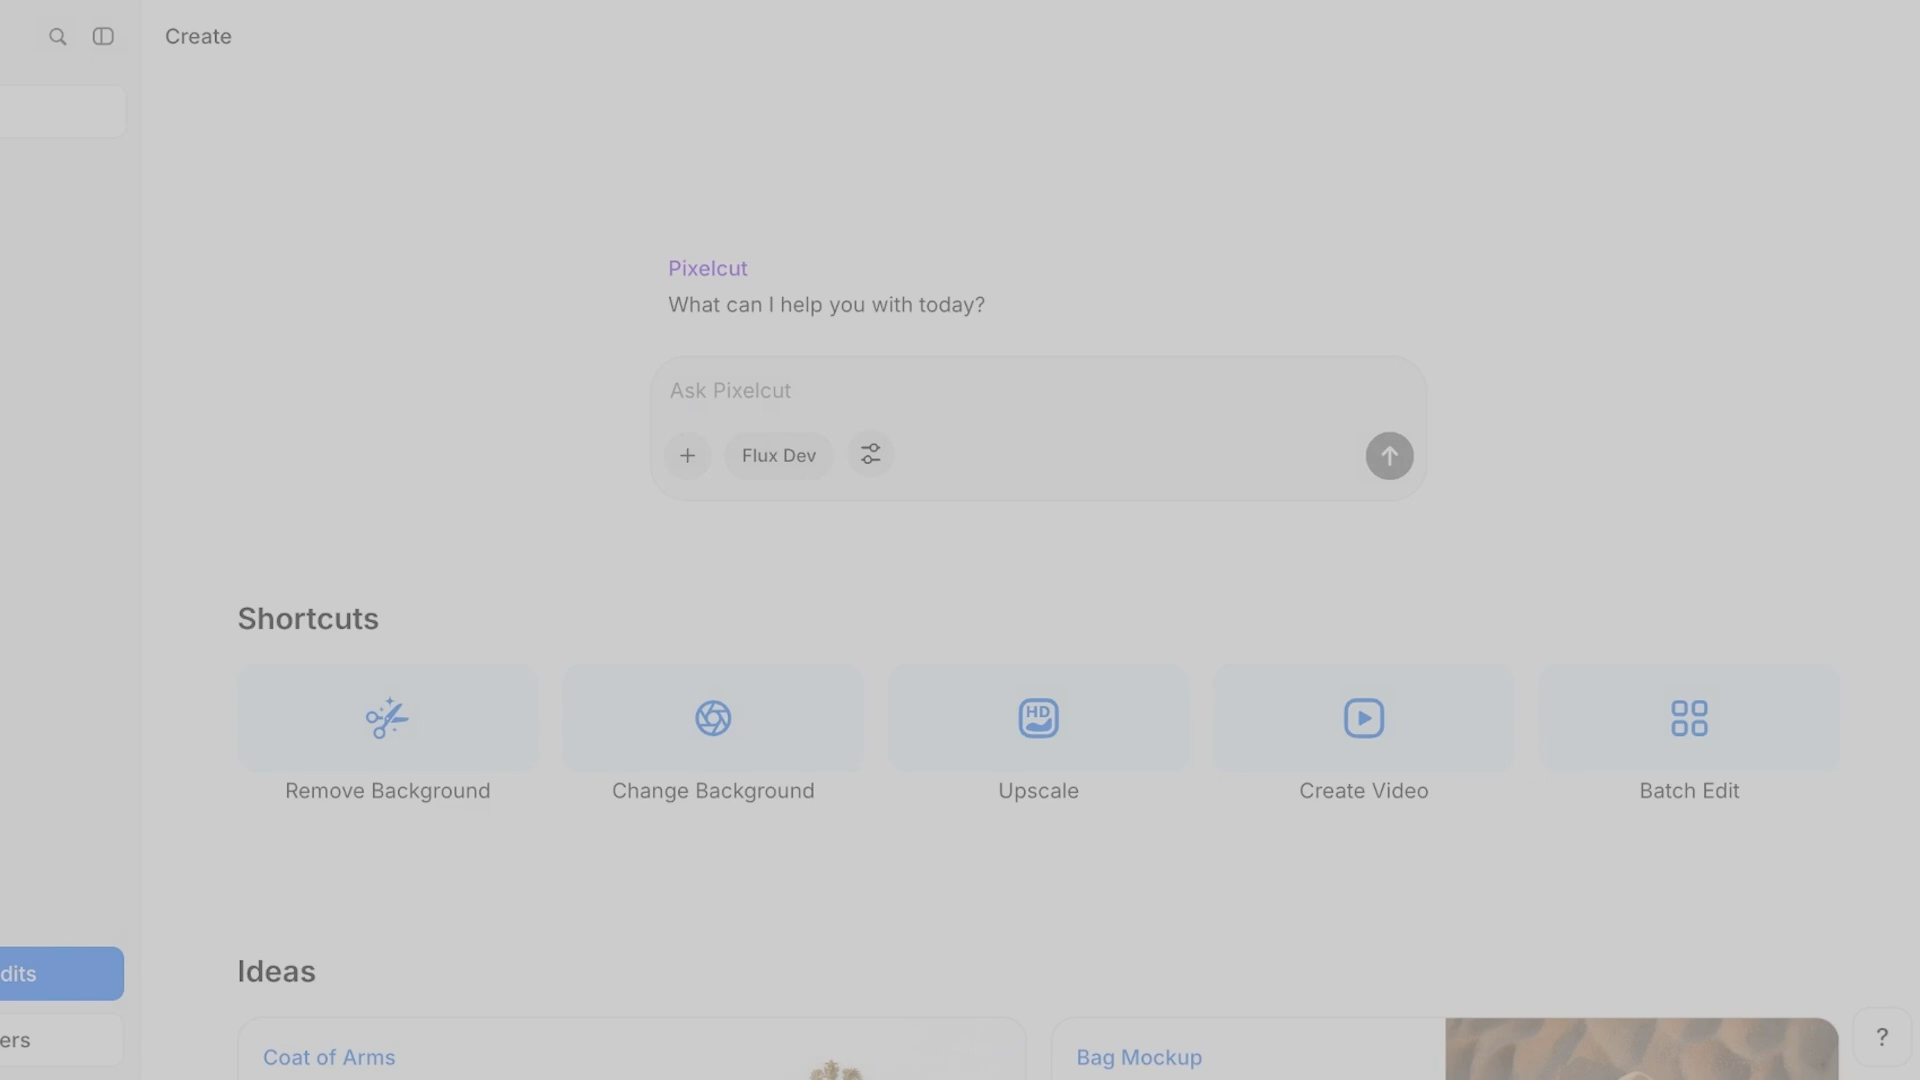 Create
Pixelcut
What can I help you with today?
Ask Pixelcut
Flux Dev
Shortcuts
HD
Remove Background
Change Background
Upscale
Create Video
Batch Edit
dits
Ideas
ers
Coat of Arms
Bag Mockup
?